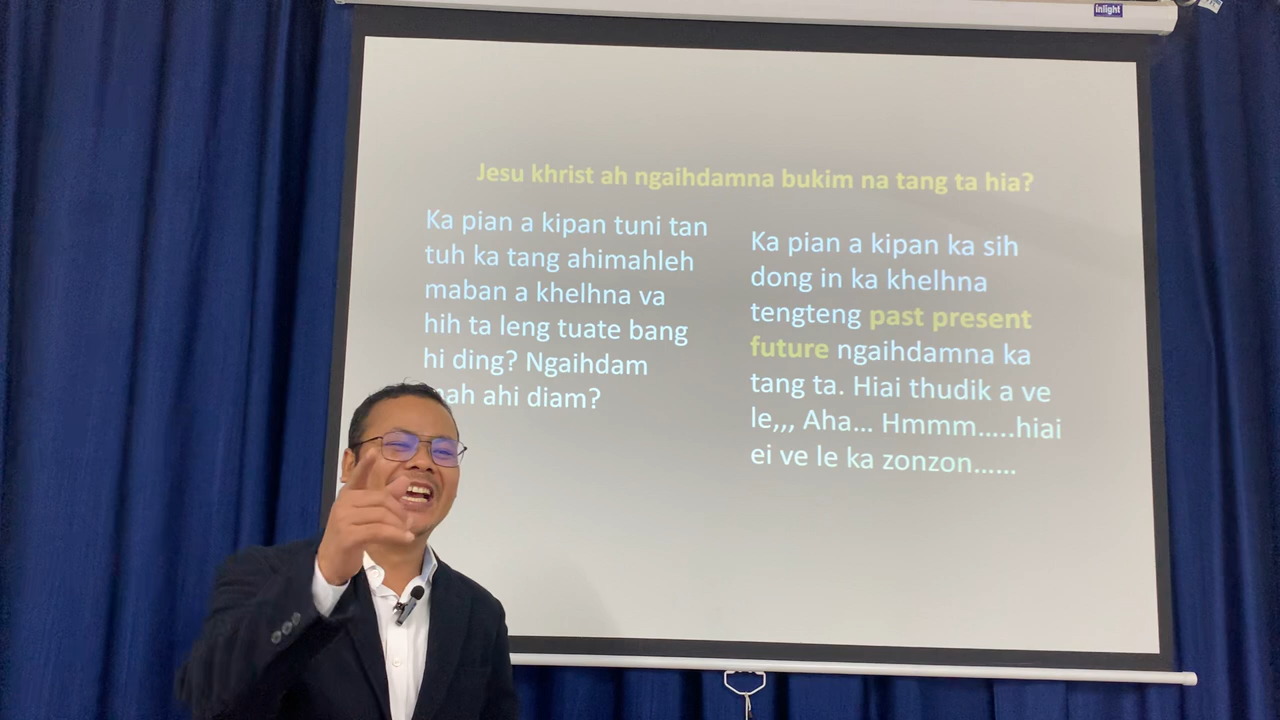 inlight
Jesu khrist ah ngaihdamna bukim na tang ta hia?
Ka pian a kipan tuni tan
tuh ka tang ahimahleh
maban a khelhna va
hih ta leng tuate bang
hi ding? Ngaihdam
ahi diam?
Ka pian a kipan ka sih
dong in ka khelhna
tengteng past present
future ngaihdamna ka
tang ta. Hiai thudik a ve
le,,, Aha... Hmmm.....hiai
ei ve le ka zonzon......